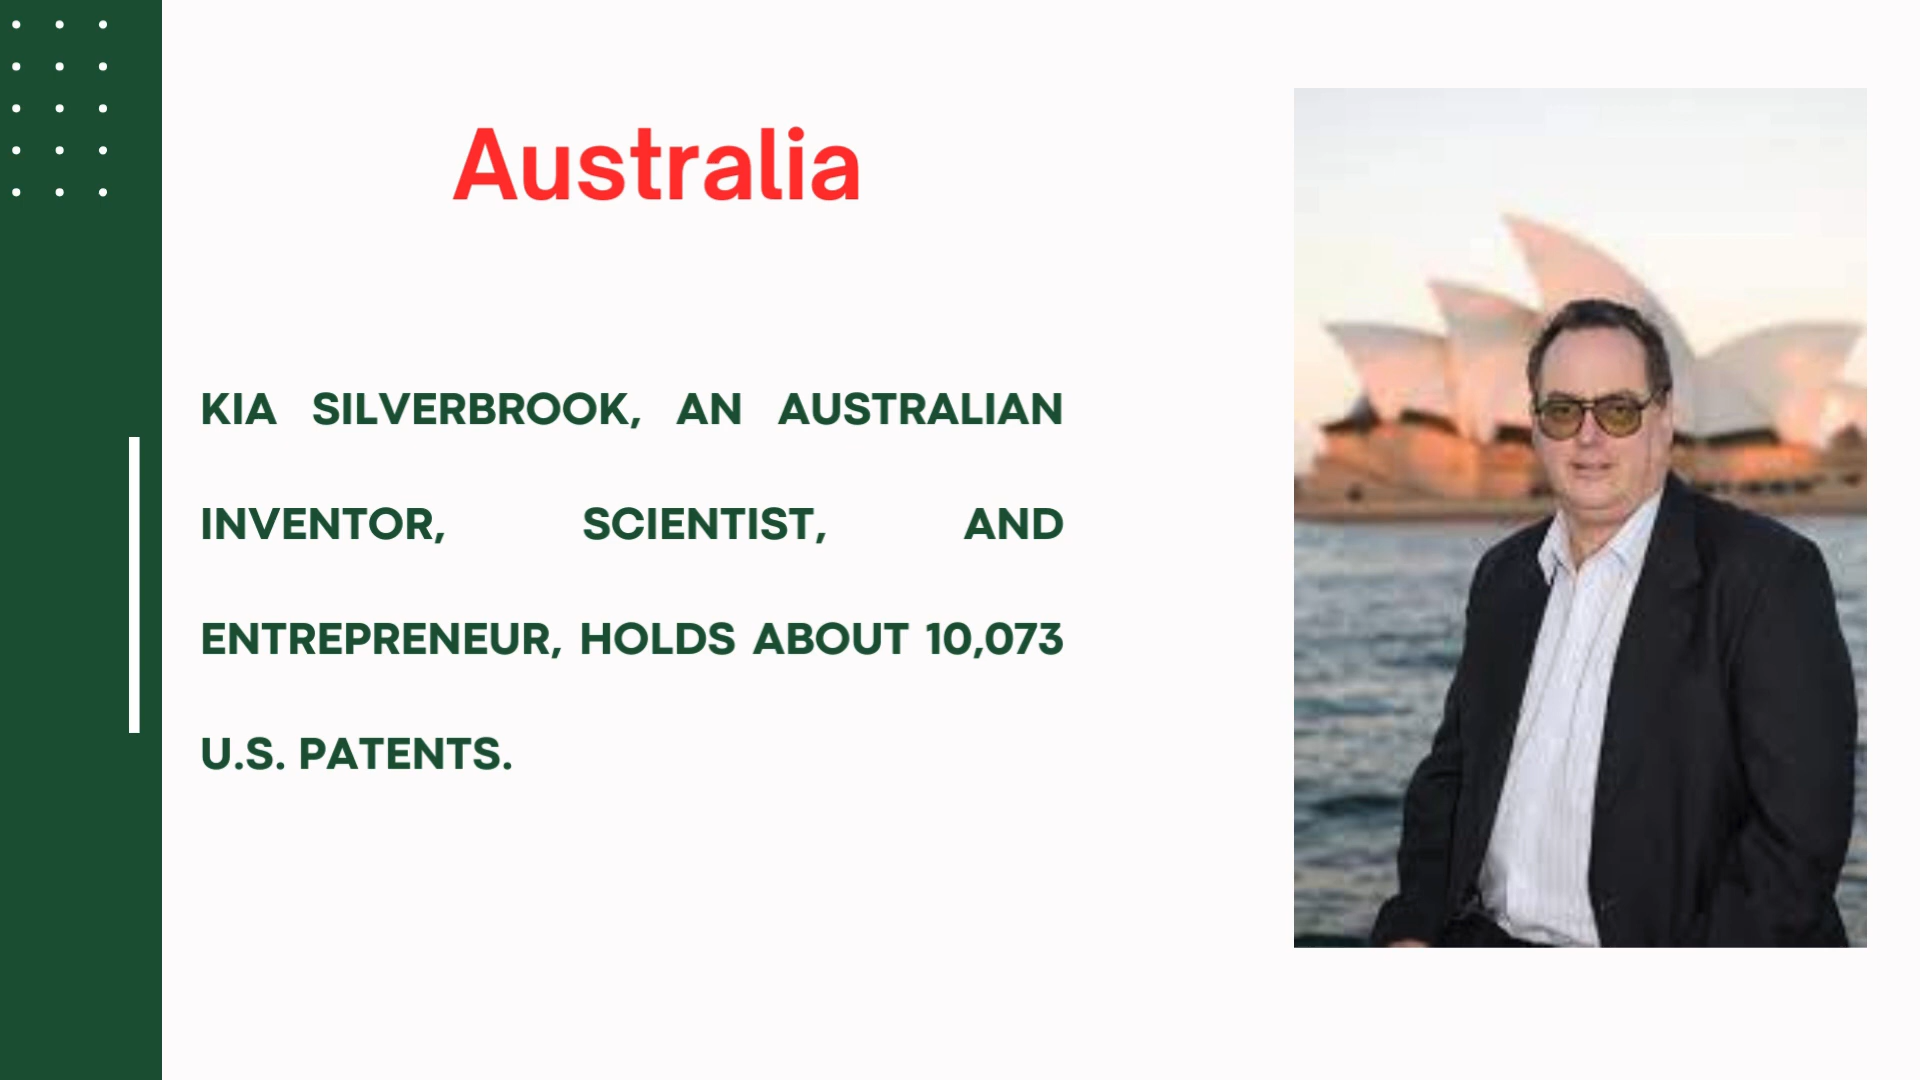 Australia
KIA SILVERBROOK, AN AUSTRALIAN
INVENTOR, SCIENTIST, AND
ENTREPRENEUR, HOLDS ABOUT 10,073
U.S. PATENTS.